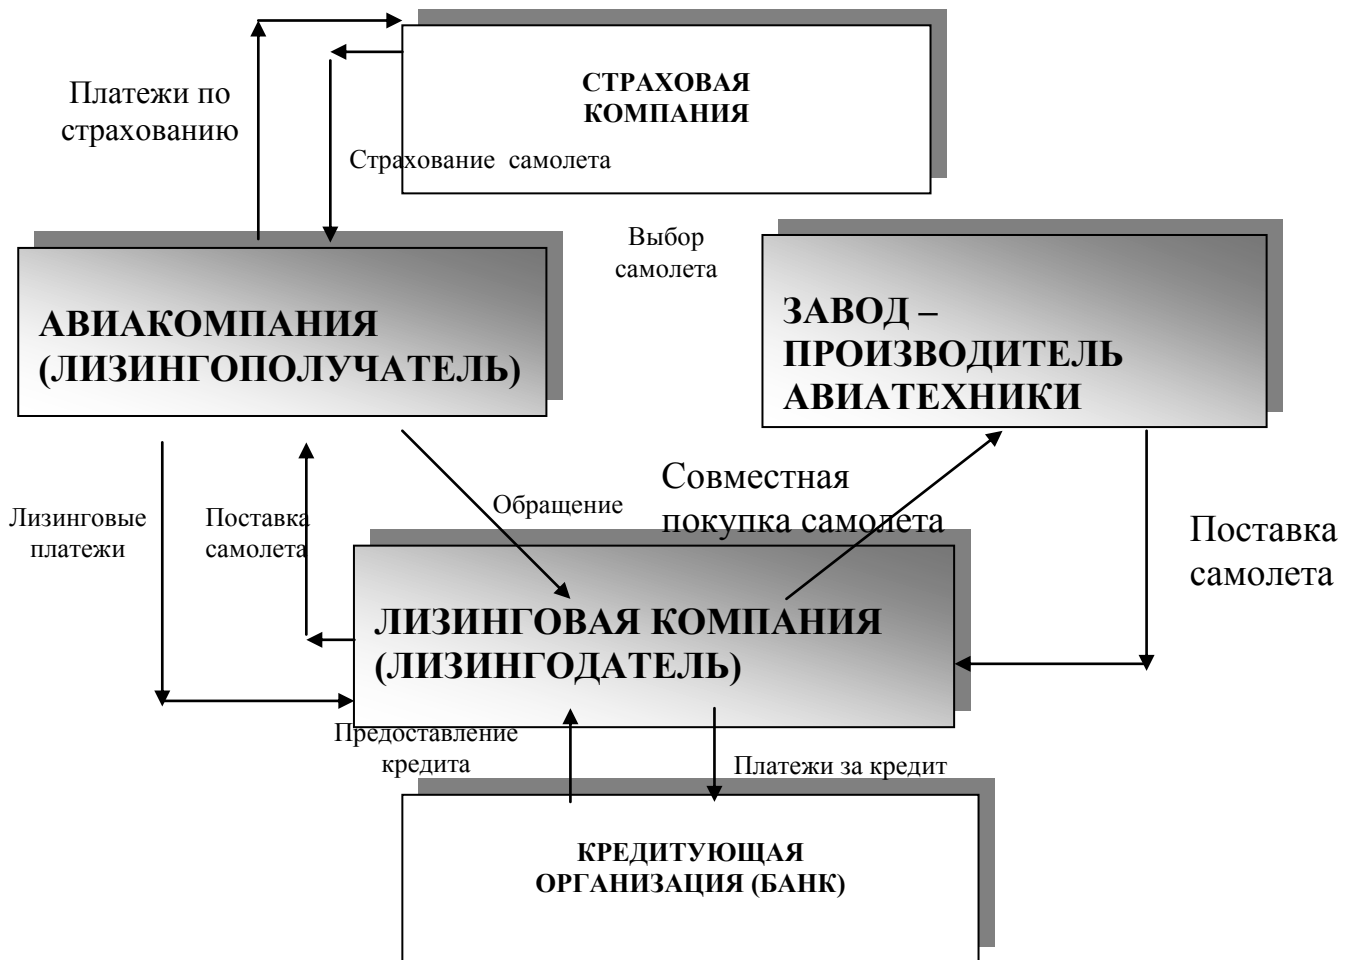 СТРАХОВАЯ
КОМПАНИЯ
Платежи по
страхованию
Страхование самолета
Выбор
самолета
АВИАКОМПАНИЯ
(ЛИЗИНГОПОЛУЧАТЕЛЬ)
ЗАВОД –
ПРОИЗВОДИТЕЛЬ
АВИАТЕХНИКИ
Лизинговые
платежи
Поставка
самолета
Обращение
Совместная
покупка самолета
Поставка
самолета
ЛИЗИНГОВАЯ КОМПАНИЯ
(ЛИЗИНГОДАТЕЛЬ)
Предоставление
кредита
Платежи за кредит
КРЕДИТУЮЩАЯ
ОРГАНИЗАЦИЯ (БАНК)